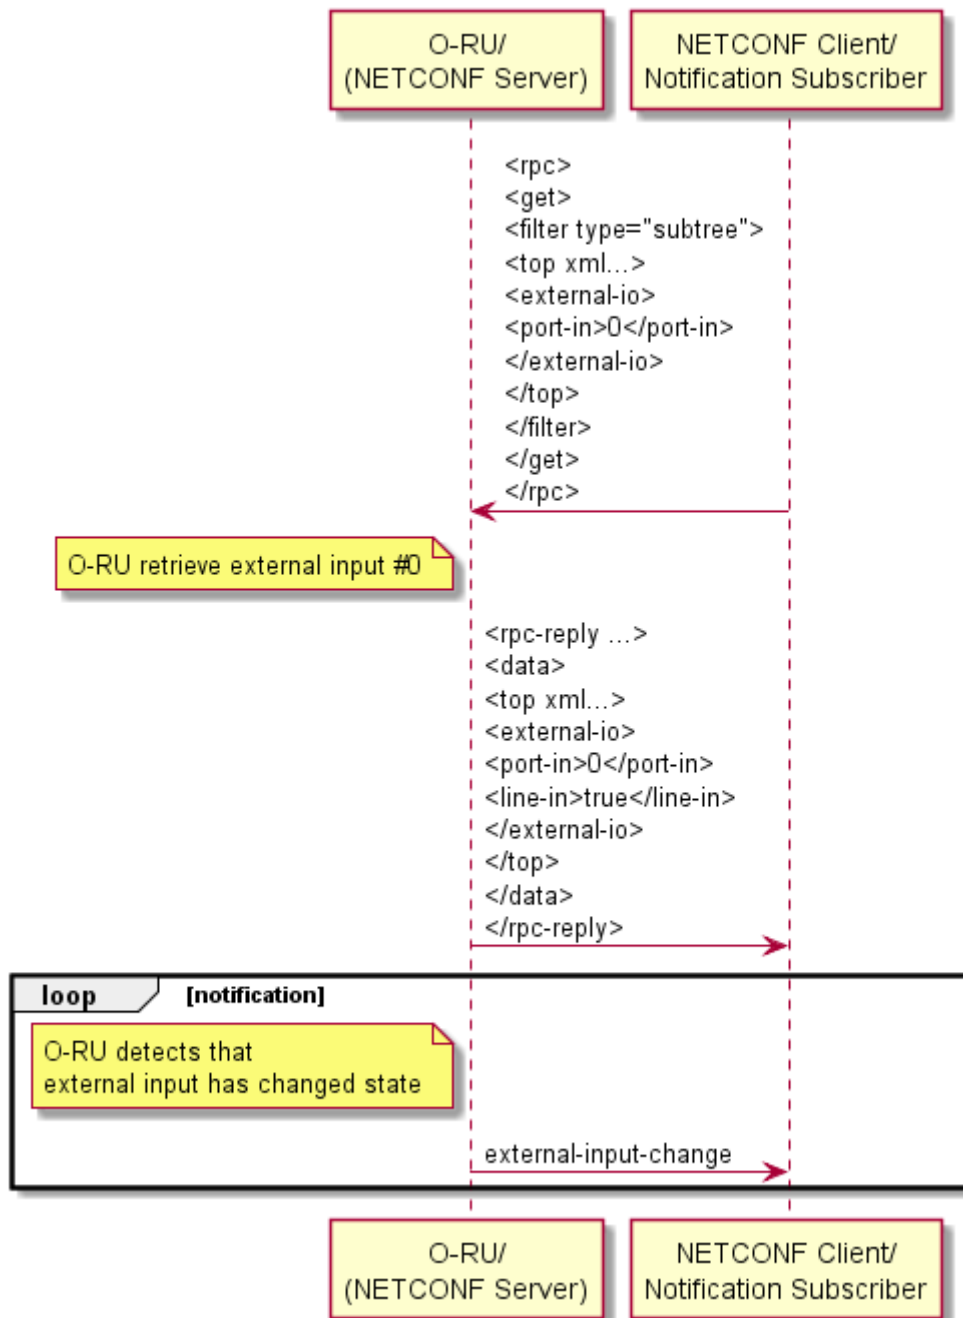 O-RU/
(NETCONF Server)
NETCONF Client/
Notification Subscriber
<rpc>
<get>
<filter type="subtree">
<top xml...>
<external-io>
<port-in>0</port-in>
</external-io>
</top>
</filter>
</get>
</rpc>
O-RU retrieve external input #0
<rpc-reply ...>
<data>
<top xml...>
<external-io>
<port-in>0</port-in>
<line-in>true</line-in>
</external-io>
</top>
</data>
</rpc-reply>
loop [notification]
O-RU detects that
external input has changed state
external-input-change
O-RU/
(NETCONF Server)
NETCONF Client/
Notification Subscriber